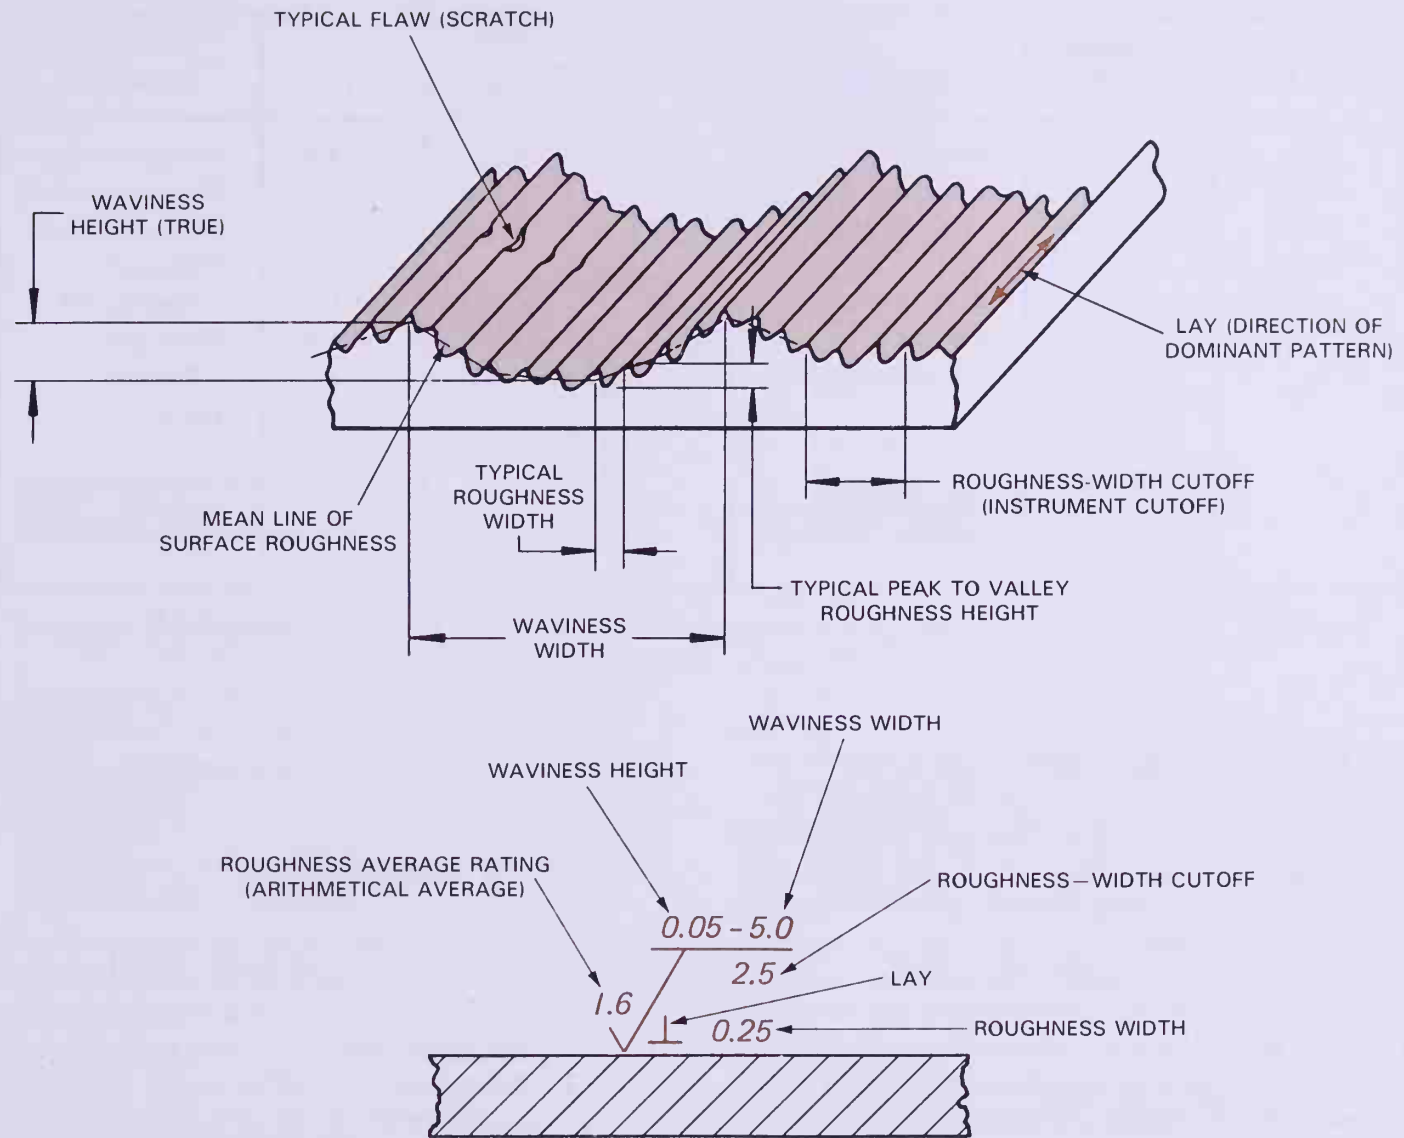 TYPICAL FLAW (SCRATCH)
WAVINESS
HEIGHT (TRUE)
LAY (DIRECTION OF
DOMINANT PATTERN)
TYPICAL
ROUGHNESS
WIDTH
ROUGHNESS-WIDTH CUTOFF
(INSTRUMENT CUTOFF)
MEAN LINE OF
SURFACE ROUGHNESS
TYPICAL PEAK TO VALLEY
ROUGHNESS HEIGHT
WAVINESS
WIDTH
WAVINESS WIDTH
WAVINESS HEIGHT
ROUGHNESS AVERAGE RATING
(ARITHMETICAL AVERAGE)
ROUGHNESS—WIDTH CUTOFF
0.05 - 5.0
2.5
LAY
1.6
⊥ 0.25
ROUGHNESS WIDTH